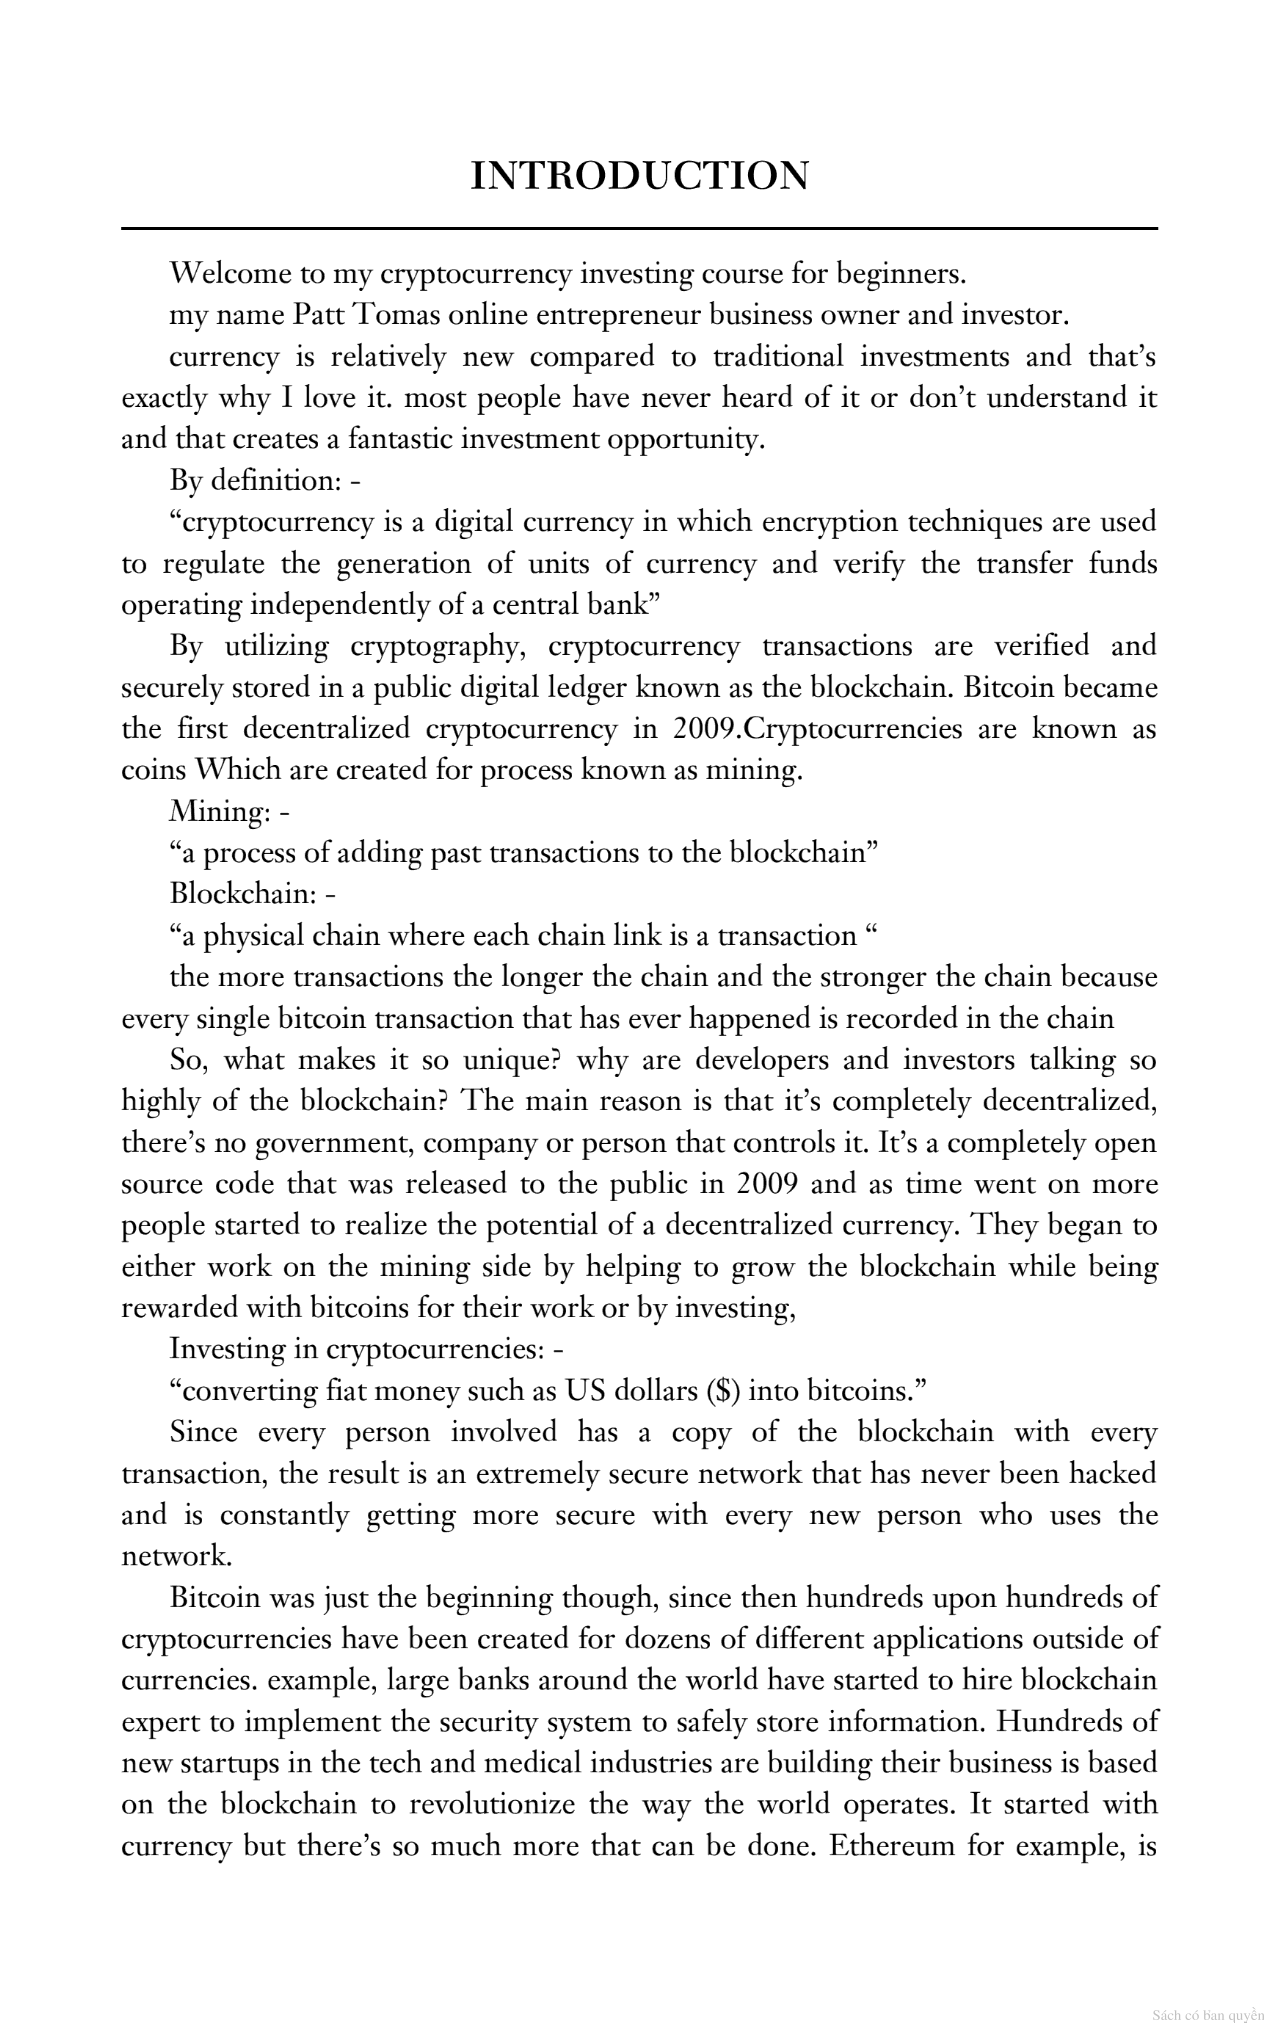 INTRODUCTION
Welcome to my cryptocurrency investing course for beginners.
my name Patt Tomas online entrepreneur business owner and investor.
currency is relatively new compared to traditional investments and that’s
exactly why I love it. most people have never heard of it or don’t understand it
and that creates a fantastic investment opportunity.
By definition: -
“cryptocurrency is a digital currency in which encryption techniques are used
to regulate the generation of units of currency and verify the transfer funds
operating independently of a central bank”
By utilizing cryptography, cryptocurrency transactions are verified and
securely stored in a public digital ledger known as the blockchain. Bitcoin became
the first decentralized cryptocurrency in 2009.Cryptocurrencies are known as
coins Which are created for process known as mining.
Mining: -
“a process of adding past transactions to the blockchain”
Blockchain: -
“a physical chain where each chain link is a transaction “
the more transactions the longer the chain and the stronger the chain because
every single bitcoin transaction that has ever happened is recorded in the chain
So, what makes it so unique? why are developers and investors talking so
highly of the blockchain? The main reason is that it’s completely decentralized,
there’s no government, company or person that controls it. It’s a completely open
source code that was released to the public in 2009 and as time went on more
people started to realize the potential of a decentralized currency. They began to
either work on the mining side by helping to grow the blockchain while being
rewarded with bitcoins for their work or by investing,
Investing in cryptocurrencies: -
“converting fiat money such as US dollars ($) into bitcoins.”
Since every person involved has a copy of the blockchain with every
transaction, the result is an extremely secure network that has never been hacked
and is constantly getting more secure with every new person who uses the
network.
Bitcoin was just the beginning though, since then hundreds upon hundreds of
cryptocurrencies have been created for dozens of different applications outside of
currencies. example, large banks around the world have started to hire blockchain
expert to implement the security system to safely store information. Hundreds of
new startups in the tech and medical industries are building their business is based
on the blockchain to revolutionize the way the world operates. It started with
currency but there’s so much more that can be done. Ethereum for example, is
Sách có bản quyền